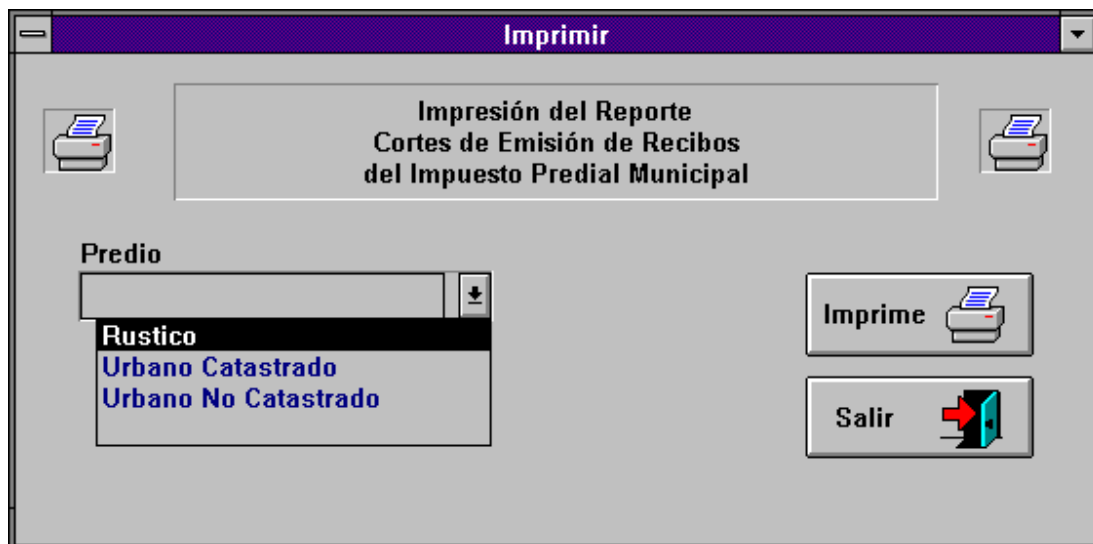 Imprimir
Impresión del Reporte
Cortes de Emisión de Recibos
del Impuesto Predial Municipal
Predio
Rustico
Urbano Catastrado
Urbano No Catastrado
Imprime
Salir